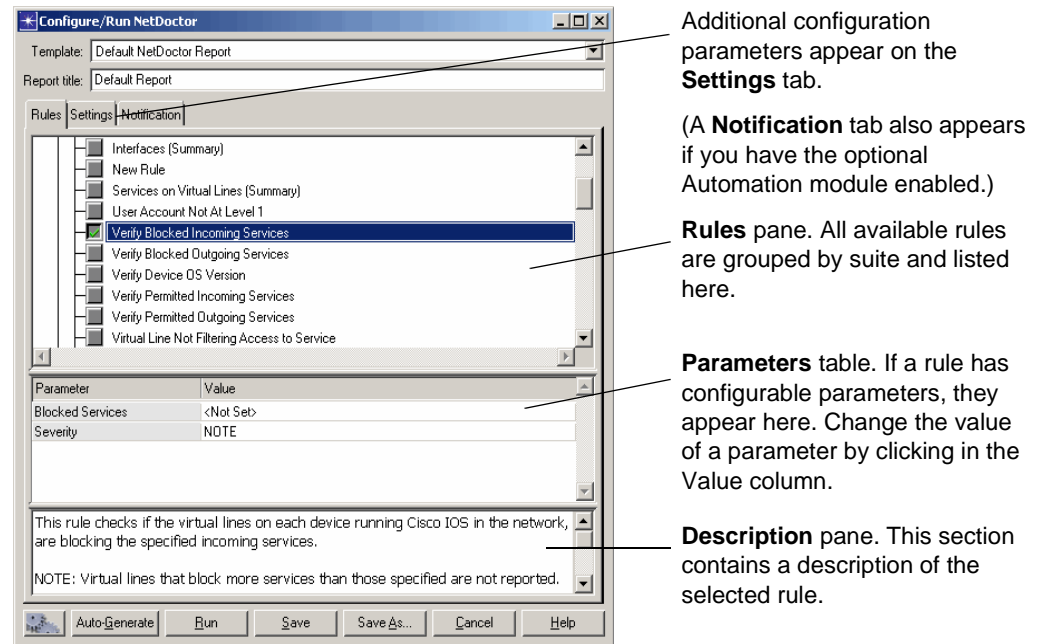 Configure/Run NetDoctor
Template: Default NetDoctor Report
Report title: Default Report
Rules Settings Notification
Interfaces (Summary)
New Rule
Services on Virtual Lines (Summary)
User Account Not At Level 1
Verify Blocked Incoming Services
Verify Blocked Outgoing Services
Verify Device OS Version
Verify Permitted Incoming Services
Verify Permitted Outgoing Services
Virtual Line Not Filtering Access to Service
Parameter Value
Blocked Services <Not Set>
Severity NOTE
This rule checks if the virtual lines on each device running Cisco IOS in the network,
are blocking the specified incoming services.
NOTE: Virtual lines that block more services than those specified are not reported.
Auto-Generate Run Save Save As... Cancel Help
Additional configuration
parameters appear on the
Settings tab.
(A Notification tab also appears
if you have the optional
Automation module enabled.)
Rules pane. All available rules
are grouped by suite and listed
here.
Parameters table. If a rule has
configurable parameters, they
appear here. Change the value
of a parameter by clicking in the
Value column.
Description pane. This section
contains a description of the
selected rule.